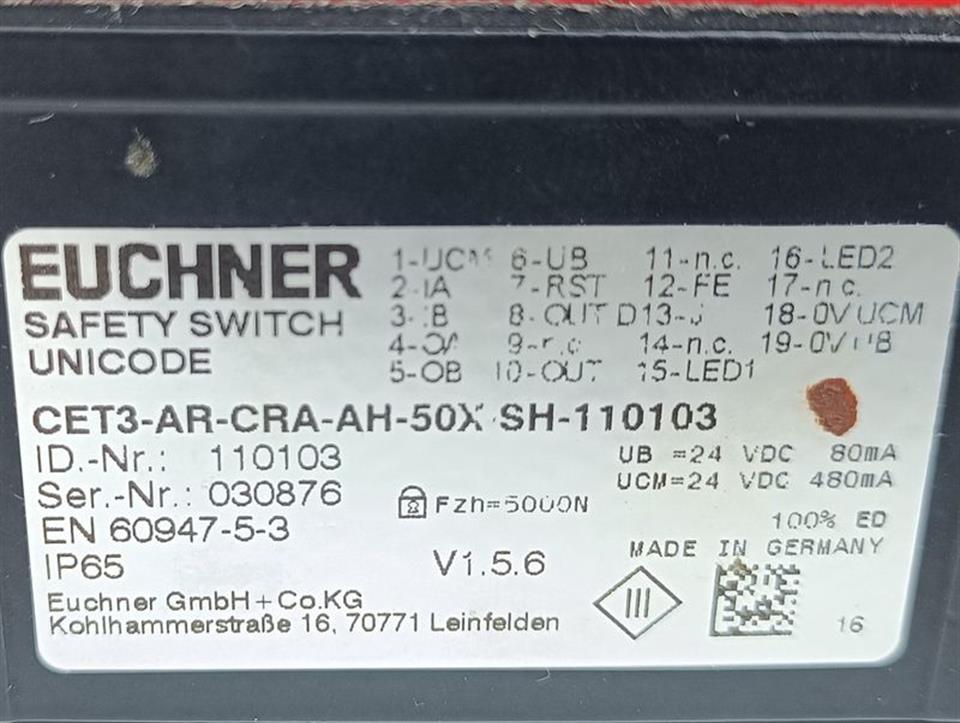 EUCHNER
SAFETY SWITCH
UNICODE
6-UB 11-n.c. 16-LED2
2-IA 7-RST 12-FE 17-n.c.
18-0V UCM
14-n.c.
5-OB 10-OUT 15-LED1
CET3-AR-CRA-AH-50X SH-110103
ID.-Nr.: 110103 UB =24 VDC 80mA
Ser.-Nr.: 030876 UCM=24 VDC 480mA
Fzh=5000N
EN 60947-5-3 100% ED
IP65 V1.5.6 MADE IN GERMANY
Euchner GmbH+Co.KG III
Kohlhammerstraße 16, 70771 Leinfelden 16